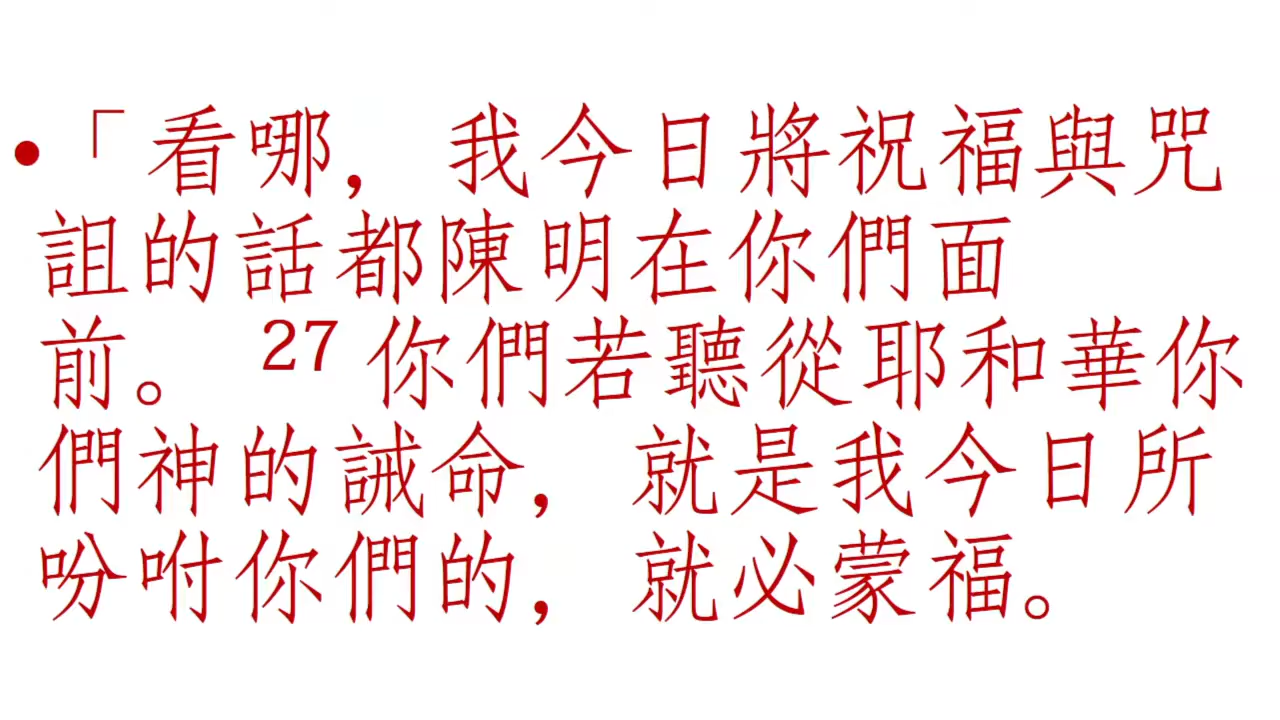 •「看哪，我今日將祝福與咒
詛的話都陳明在你們面
前。 27 你們若聽從耶和華你
們神的誡命，就是我今日所
吩咐你們的，就必蒙福。